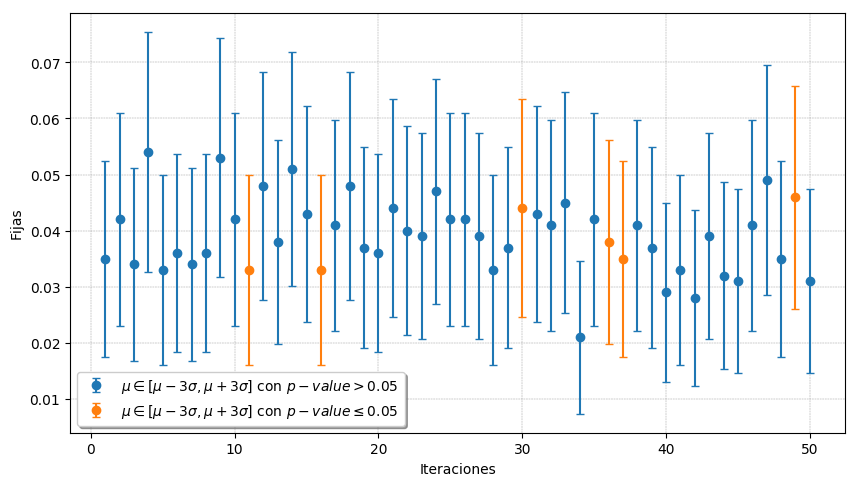 Fijas
0.07
0.06
0.05
0.04
0.03
0.02
0.01
μ ∈ [μ − 3σ, μ + 3σ] con p − value > 0.05
μ ∈ [μ − 3σ, μ + 3σ] con p − value ≤ 0.05
0 10 20 30 40 50
Iteraciones